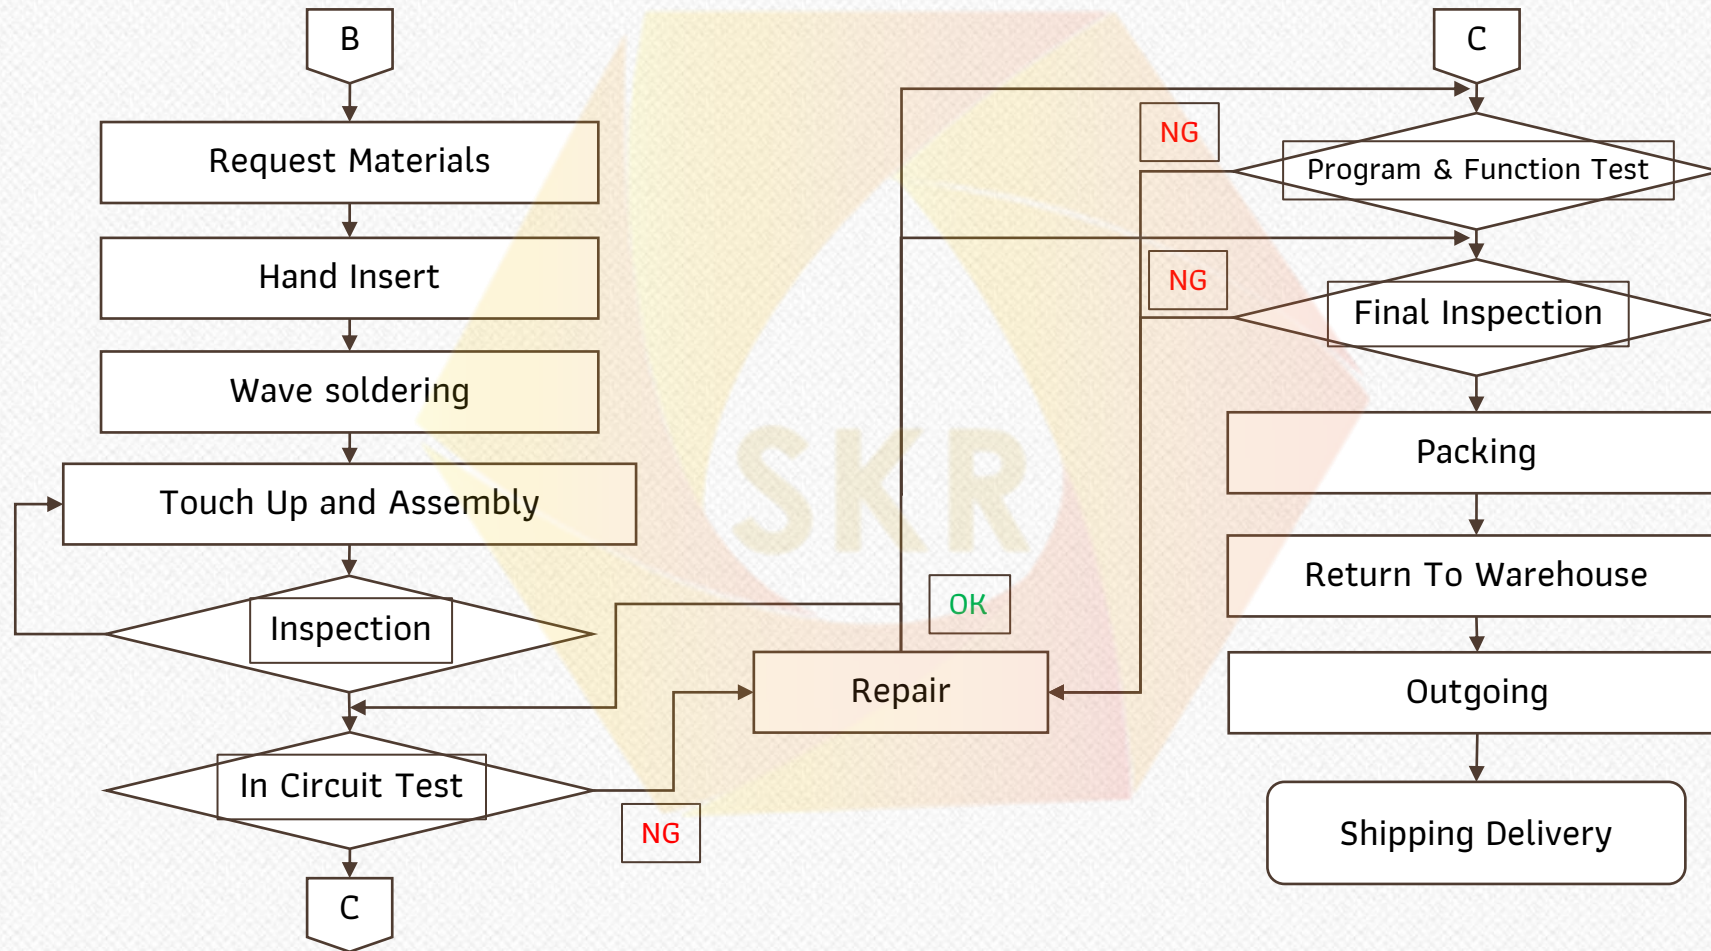 B
Request Materials
Hand Insert
Wave soldering
Touch Up and Assembly
Inspection
In Circuit Test
NG
C
SKR
OK
Repair
C
NG
Program & Function Test
NG
Final Inspection
Packing
Return To Warehouse
Outgoing
Shipping Delivery